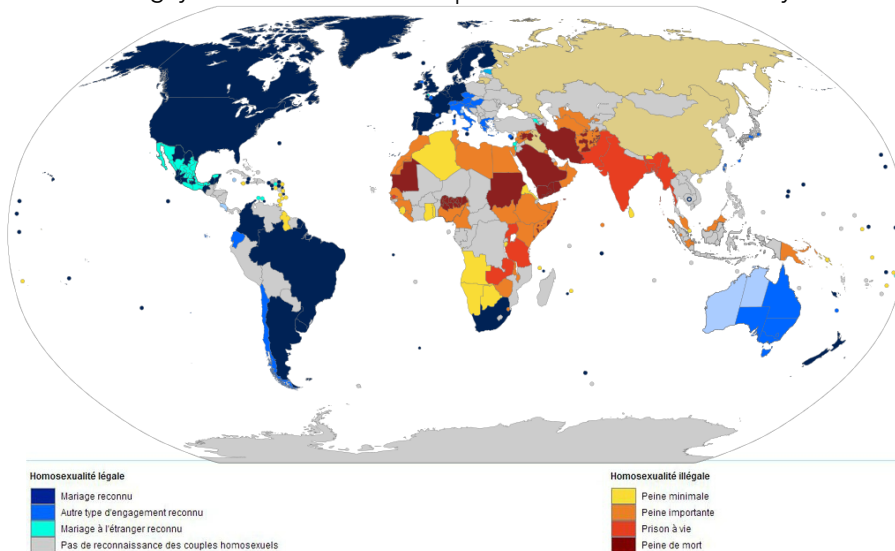 Homosexualité légale
Mariage reconnu
Autre type d'engagement reconnu
Mariage à l'étranger reconnu
Pas de reconnaissance des couples homosexuels
Homosexualité illégale
Peine minimale
Peine importante
Prison à vie
Peine de mort